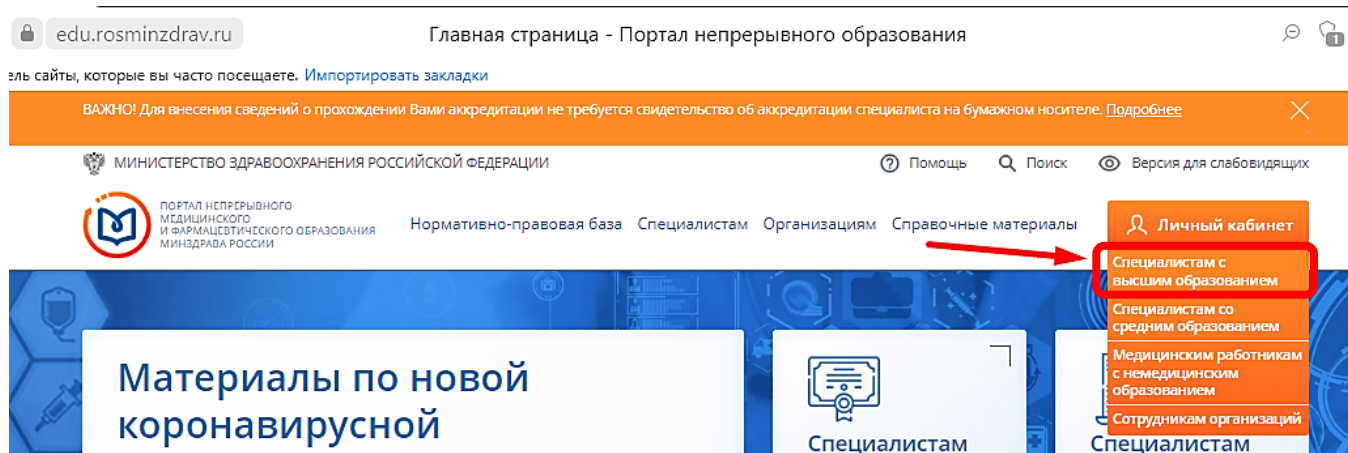 edu.rosminzdrav.ru Главная страница - Портал непрерывного образования
1
ель сайты, которые вы часто посещаете. Импортировать закладки
ВАЖНО! Для внесения сведений о прохождении Вами аккредитации не требуется свидетельство об аккредитации специалиста на бумажном носителе. Подробнее
МИНИСТЕРСТВО ЗДРАВООХРАНЕНИЯ РОССИЙСКОЙ ФЕДЕРАЦИИ
Помощь Поиск Версия для слабовидящих
ПОРТАЛ НЕПРЕРЫВНОГО
МЕДИЦИНСКОГО
И ФАРМАЦЕВТИЧЕСКОГО ОБРАЗОВАНИЯ
МИНЗДРАВА РОССИИ
Нормативно-правовая база Специалистам Организациям Справочные материалы
Личный кабинет
Специалистам с
высшим образованием
Специалистам со
средним образованием
Медицинским работникам
с немедицинским
образованием
Сотрудникам организаций
Материалы по новой
коронавирусной
Специалистам
Специалистам